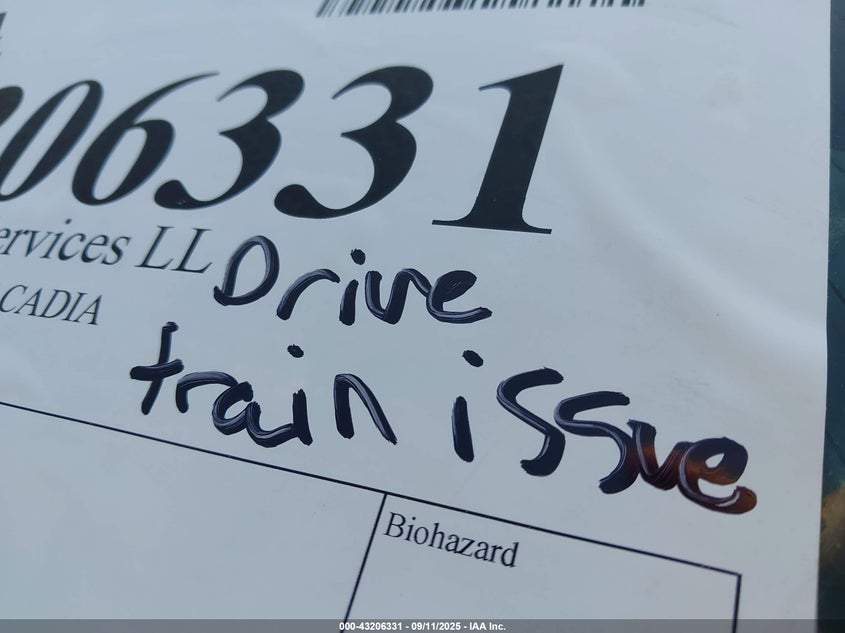 06331
ervices LL
CADIA
Drive
train issue
Biohazard
000-43206331 - 09/11/2025 - IAA Inc.